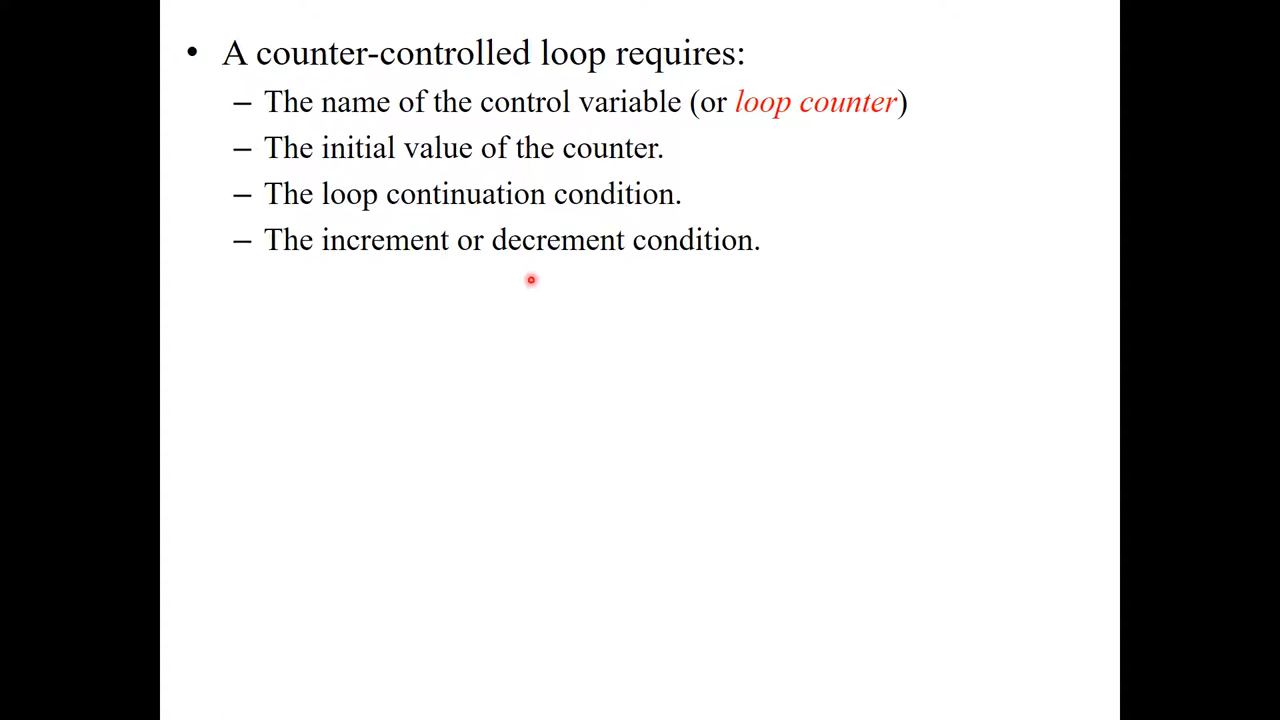 • A counter-controlled loop requires:
– The name of the control variable (or loop counter)
– The initial value of the counter.
– The loop continuation condition.
– The increment or decrement condition.